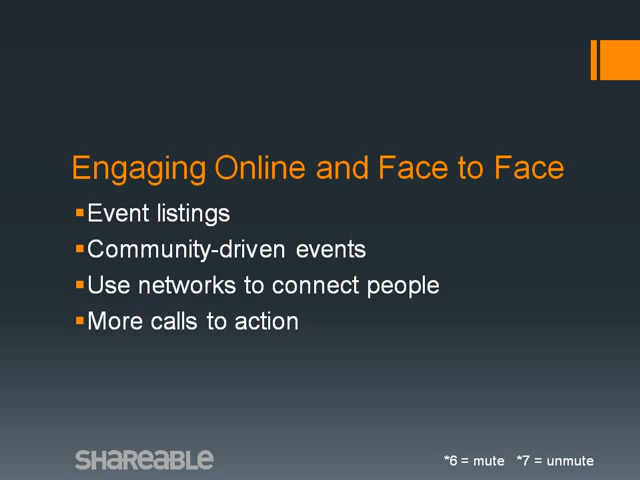 Engaging Online and Face to Face
▪Event listings
▪Community-driven events
▪Use networks to connect people
▪More calls to action
SHAREABLE
*6 = mute *7 = unmute